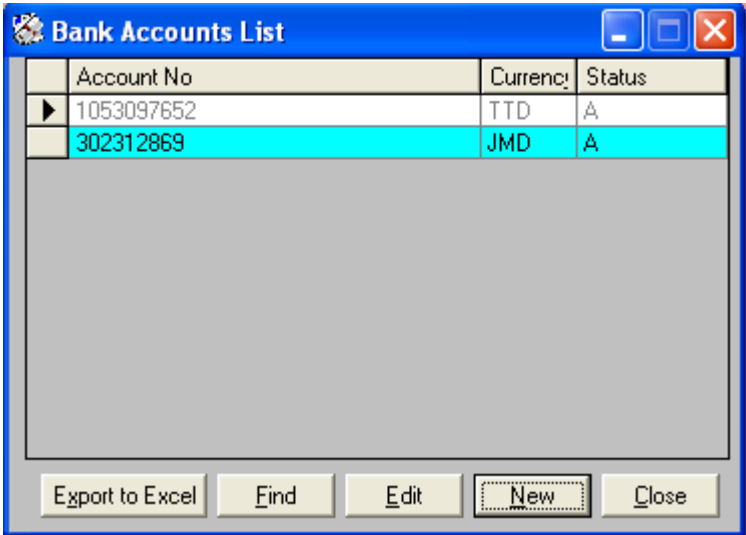 Bank Accounts List
Account No Currency Status
1053097652 TTD A
302312869 JMD A
Export to Excel Find Edit New Close